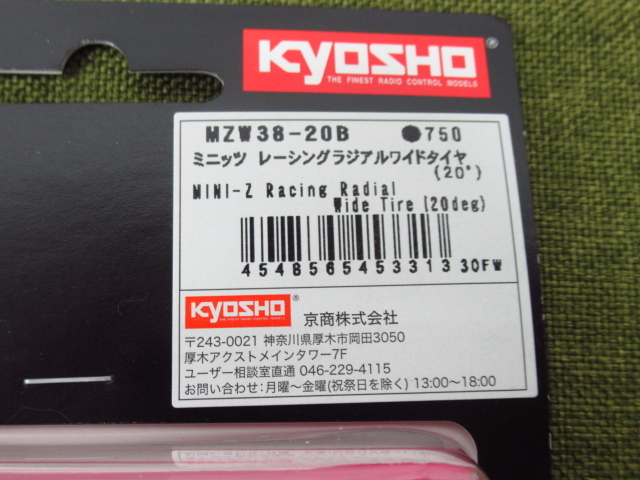 KYOSHO®
THE FINEST RADIO CONTROL MODELS
MZW38-20B ●750
ミニッツ レーシングラジアルワイドタイヤ
(20°)
MINI-Z Racing Radial
Wide Tire (20deg)
4548565453313 30FW
KYOSHO® 京商株式会社
THE FINEST RADIO CONTROL MODELS
〒243-0021 神奈川県厚木市岡田3050
厚木アクストメインタワー7F
ユーザー相談室直通 046-229-4115
お問い合わせ:月曜〜金曜(祝祭日を除く) 13:00〜18:00